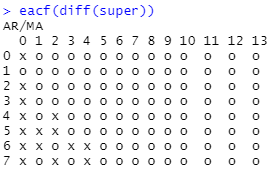 > eacf(diff(super))
AR/MA
  0 1 2 3 4 5 6 7 8 9 10 11 12 13
0 x o o o o o o o o o o o o o
1 o o o o o o o o o o o o o o
2 x o o o o o o o o o o o o o
3 x o o o o o o o o o o o o o
4 x o x o o o o o o o o o o o
5 x x x o o o o o o o o o o o
6 x x o x x o o o o o o o o o
7 x o x o x o o o o o o o o o